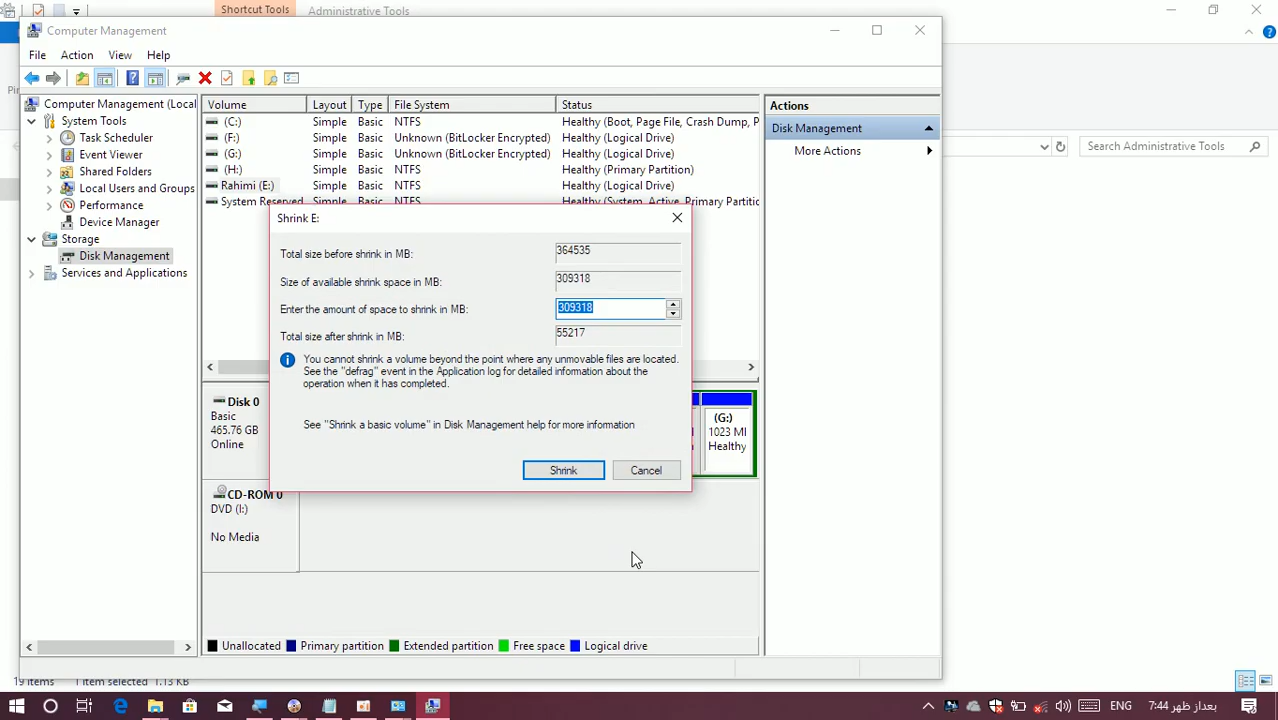 Shortcut Tools
Administrative Tools
Computer Management
File Action View Help
Search Administrative Tools
Computer Management (Local
System Tools
Task Scheduler
Event Viewer
Shared Folders
Local Users and Groups
Performance
Device Manager
Storage
Disk Management
Services and Applications
Volume Layout Type File System Status
(C:) Simple Basic NTFS Healthy (Boot, Page File, Crash Dump, P
(F:) Simple Basic Unknown (BitLocker Encrypted) Healthy (Logical Drive)
(G:) Simple Basic Unknown (BitLocker Encrypted) Healthy (Logical Drive)
(H:) Simple Basic NTFS Healthy (Primary Partition)
Rahimi (E:) Simple Basic NTFS Healthy (Logical Drive)
System Reserved Simple Basic NTFS Healthy (System, Active, Primary Partitio
Actions
Disk Management
More Actions
Shrink E:
Total size before shrink in MB: 364535
Size of available shrink space in MB: 309318
Enter the amount of space to shrink in MB: 309318
Total size after shrink in MB: 55217
You cannot shrink a volume beyond the point where any unmovable files are located.
See the "defrag" event in the Application log for detailed information about the
operation when it has completed.
See "Shrink a basic volume" in Disk Management help for more information
Shrink Cancel
Disk 0
Basic
465.76 GB
Online
(G:)
1023 MI
Healthy
CD-ROM 0
DVD (I:)
No Media
Unallocated Primary partition Extended partition Free space Logical drive
19 items 1 item selected 1.13 KB
ENG 7:44 بعداز ظهر